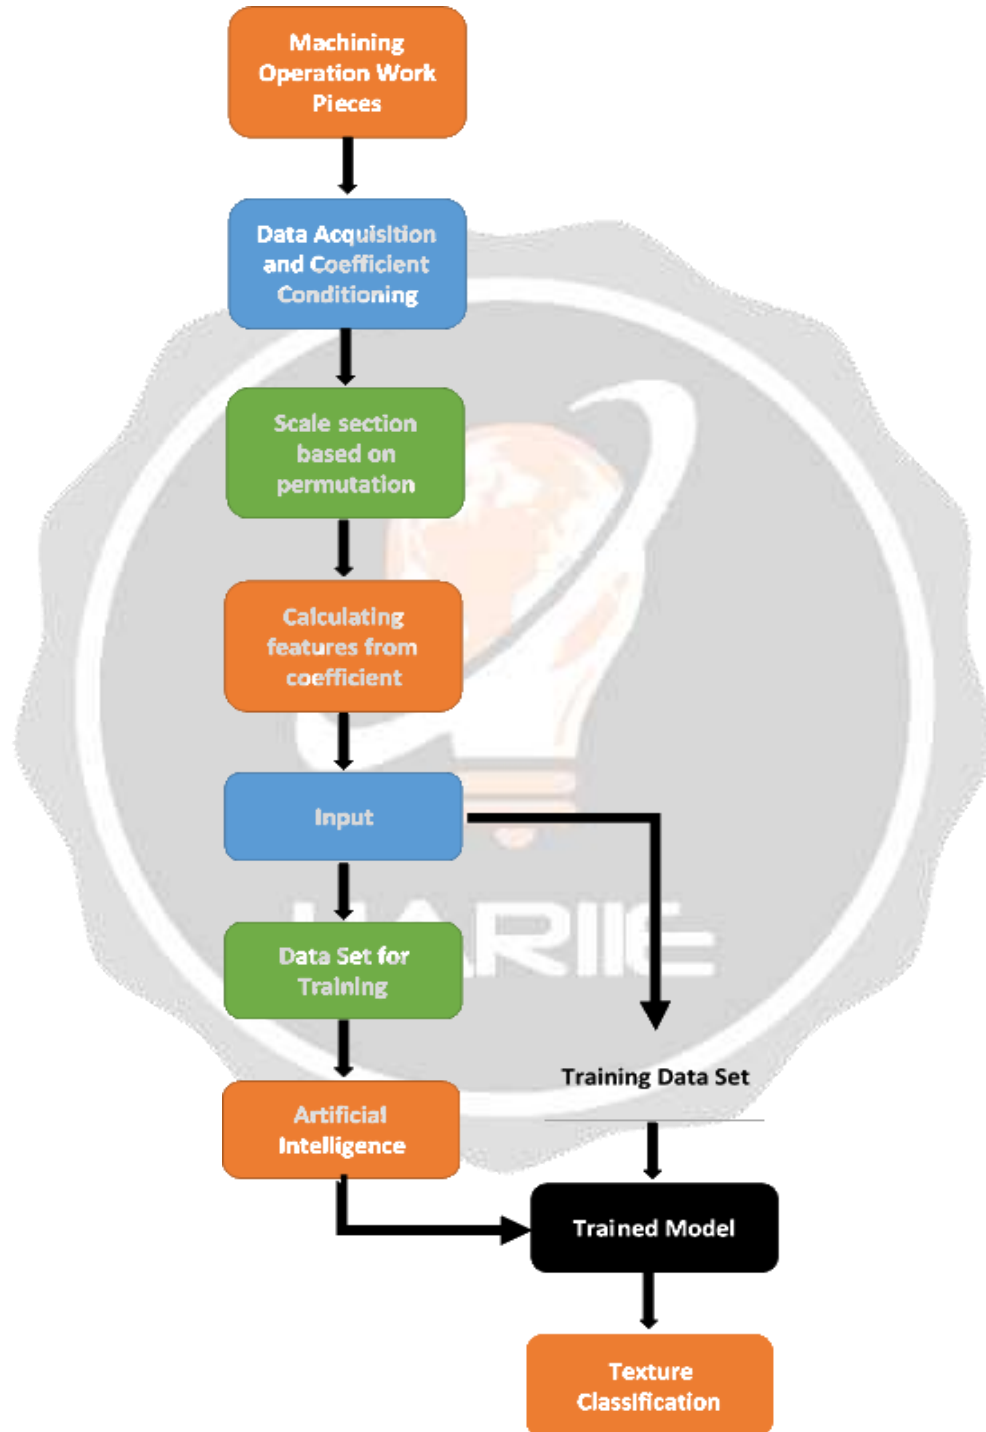 Machining
Operation Work
Pieces
Data Acquisition
and Coefficient
Conditioning
Scale section
based on
permutation
Calculating
features from
coefficient
Input
Data Set for
Training
Artificial
Intelligence
Training Data Set
Trained Model
Texture
Classification